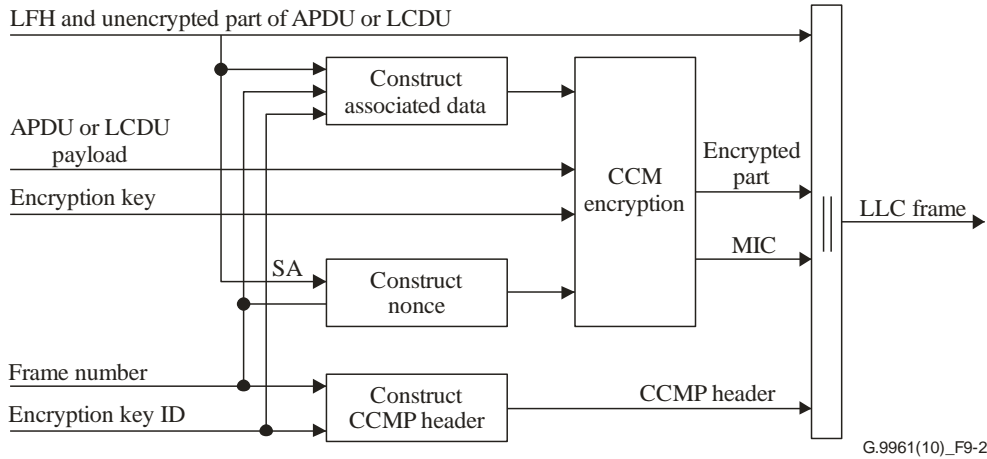 LFH and unencrypted part of APDU or LCDU
Construct
associated data
APDU or LCDU
payload
Encryption key
CCM
encryption
Encrypted
part
MIC
||
LLC frame
SA
Construct
nonce
Frame number
Encryption key ID
Construct
CCMP header
CCMP header
G.9961(10)_F9-2